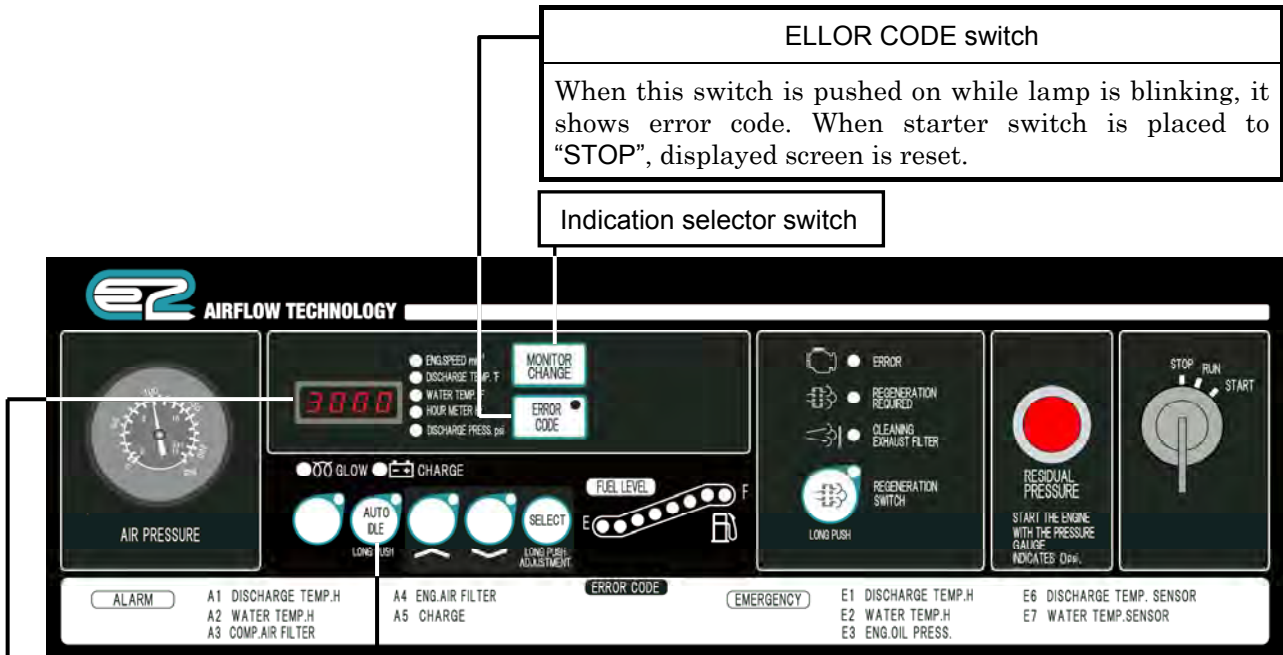 ELLOR CODE switch
When this switch is pushed on while lamp is blinking, it
shows error code. When starter switch is placed to
“STOP”, displayed screen is reset.
Indication selector switch
e2 AIRFLOW TECHNOLOGY
AIR PRESSURE
3000
ENG.SPEED
DISCHARGE TEMP. °F
WATER TEMP.
HOUR METER
DISCHARGE PRESS. psi
MONITOR
CHANGE
ERROR
CODE
GLOW
CHARGE
AUTO
IDLE
LONG PUSH
SELECT
LONG PUSH
ADJUSTMENT
FUEL LEVEL
E
F
ERROR
REGENERATION
REQUIRED
CLEANING
EXHAUST FILTER
REGENERATION
SWITCH
LONG PUSH
RESIDUAL
PRESSURE
START THE ENGINE
WITH THE PRESSURE
GAUGE
INDICATES 0psi.
STOP
RUN
START
ALARM
A1 DISCHARGE TEMP.H
A2 WATER TEMP.H
A3 COMP.AIR FILTER
A4 ENG.AIR FILTER
A5 CHARGE
ERROR CODE
EMERGENCY
E1 DISCHARGE TEMP.H
E2 WATER TEMP.H
E3 ENG.OIL PRESS.
E6 DISCHARGE TEMP. SENSOR
E7 WATER TEMP.SENSOR